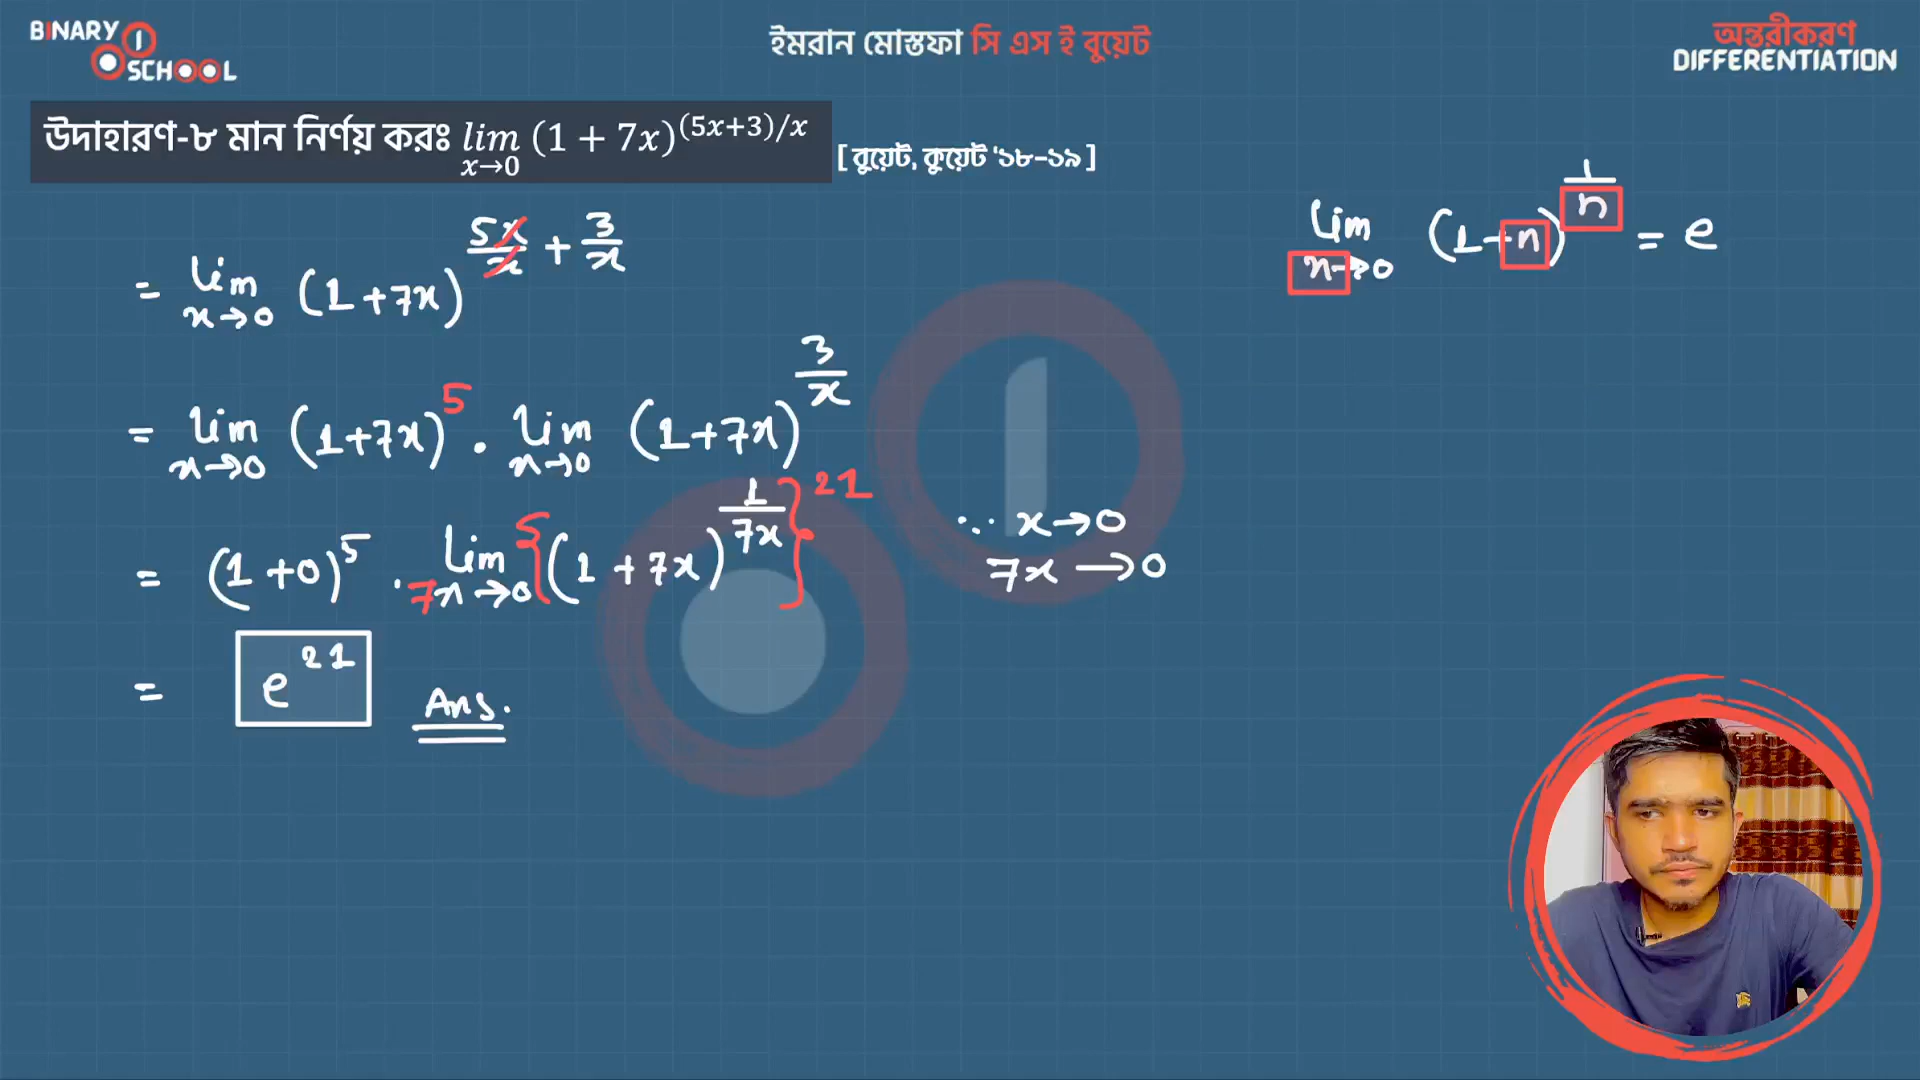 BINARY SCHOOL
ইমরান মোস্তফা সি এস ই বুয়েট
অন্তরীকরণ
DIFFERENTIATION
উদাহারণ-৮ মান নির্ণয় করঃ lim x→0 (1 + 7x)^(5x+3)/x
[ বুয়েট, কুয়েট '১৮-১৯ ]
lim n→0 (1+n)^1/n = e
= lim x→0 (1+7x)^5x/x + 3/x
= lim x→0 (1+7x)^5 . lim x→0 (1+7x)^3/x
= (1+0)^5 . lim 7x→0 {(1+7x)^1/7x}^21
∵ x→0
7x→0
= e^21 Ans.